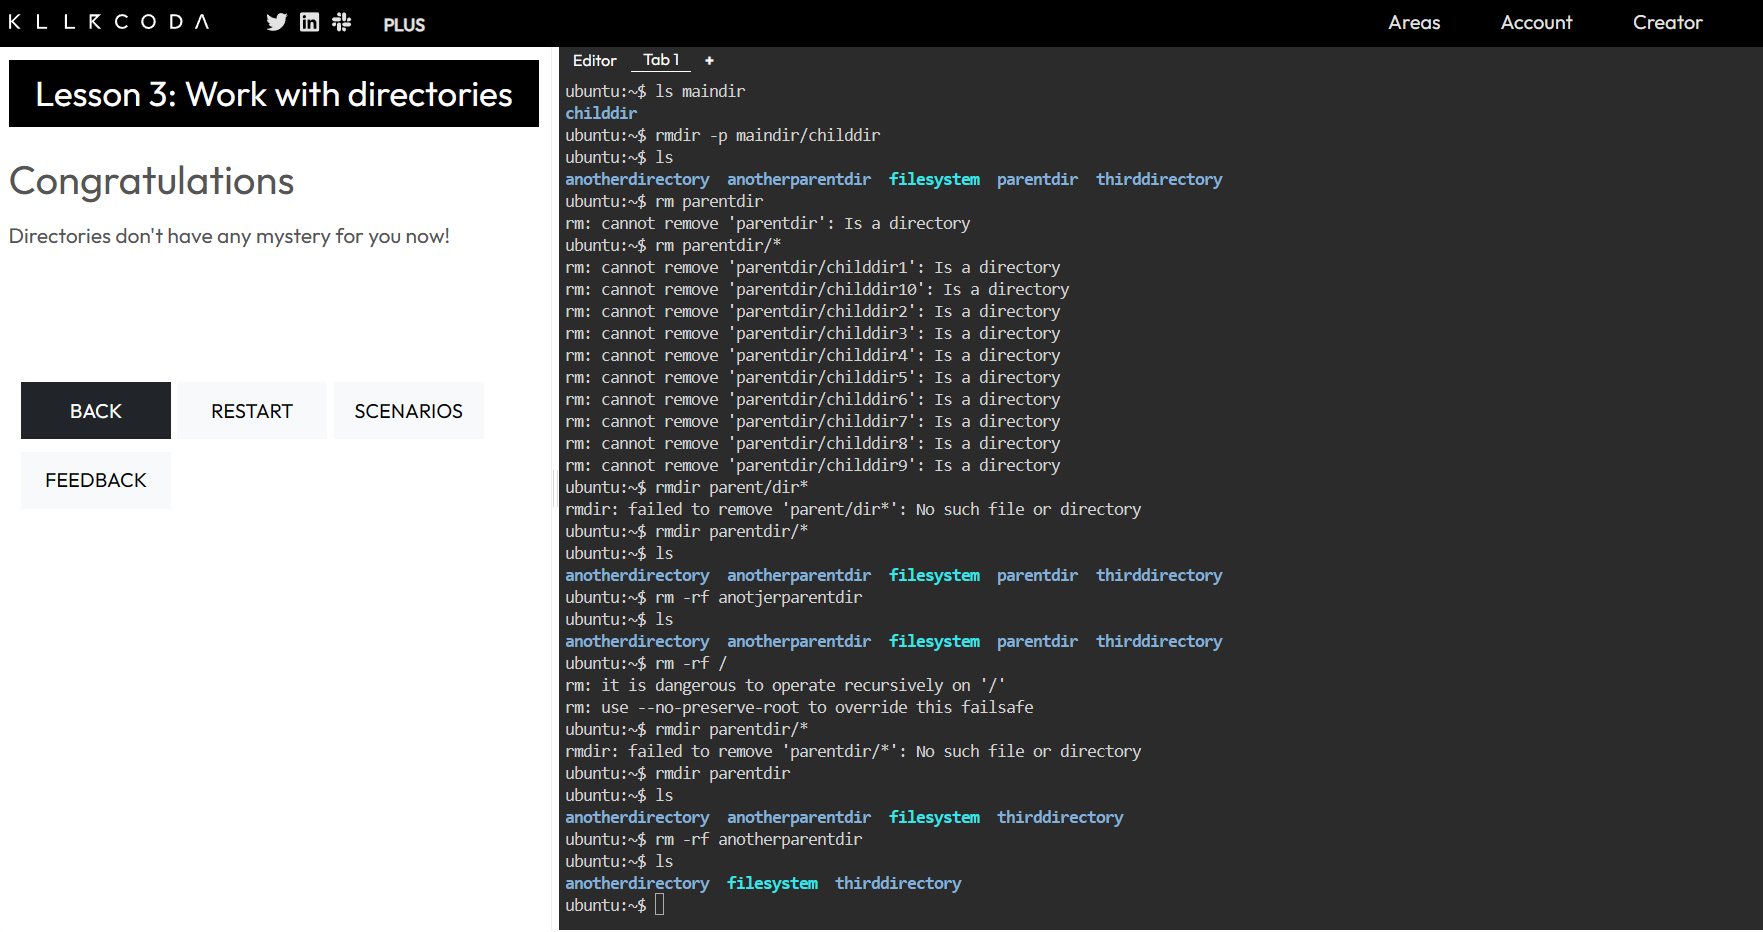 KLLRCODA PLUS Areas Account Creator
Lesson 3: Work with directories
Congratulations
Directories don't have any mystery for you now!
BACK RESTART SCENARIOS
FEEDBACK
Editor Tab 1 +
ubuntu:~$ ls maindir
childdir
ubuntu:~$ rmdir -p maindir/childdir
ubuntu:~$ ls
anotherdirectory anotherparentdir filesystem parentdir thirddirectory
ubuntu:~$ rm parentdir
rm: cannot remove 'parentdir': Is a directory
ubuntu:~$ rm parentdir/*
rm: cannot remove 'parentdir/childdir1': Is a directory
rm: cannot remove 'parentdir/childdir10': Is a directory
rm: cannot remove 'parentdir/childdir2': Is a directory
rm: cannot remove 'parentdir/childdir3': Is a directory
rm: cannot remove 'parentdir/childdir4': Is a directory
rm: cannot remove 'parentdir/childdir5': Is a directory
rm: cannot remove 'parentdir/childdir6': Is a directory
rm: cannot remove 'parentdir/childdir7': Is a directory
rm: cannot remove 'parentdir/childdir8': Is a directory
rm: cannot remove 'parentdir/childdir9': Is a directory
ubuntu:~$ rmdir parent/dir*
rmdir: failed to remove 'parent/dir*': No such file or directory
ubuntu:~$ rmdir parentdir/*
ubuntu:~$ ls
anotherdirectory anotherparentdir filesystem parentdir thirddirectory
ubuntu:~$ rm -rf anotjerparentdir
ubuntu:~$ ls
anotherdirectory anotherparentdir filesystem parentdir thirddirectory
ubuntu:~$ rm -rf /
rm: it is dangerous to operate recursively on '/'
rm: use --no-preserve-root to override this failsafe
ubuntu:~$ rmdir parentdir/*
rmdir: failed to remove 'parentdir/*': No such file or directory
ubuntu:~$ rmdir parentdir
ubuntu:~$ ls
anotherdirectory anotherparentdir filesystem thirddirectory
ubuntu:~$ rm -rf anotherparentdir
ubuntu:~$ ls
anotherdirectory filesystem thirddirectory
ubuntu:~$